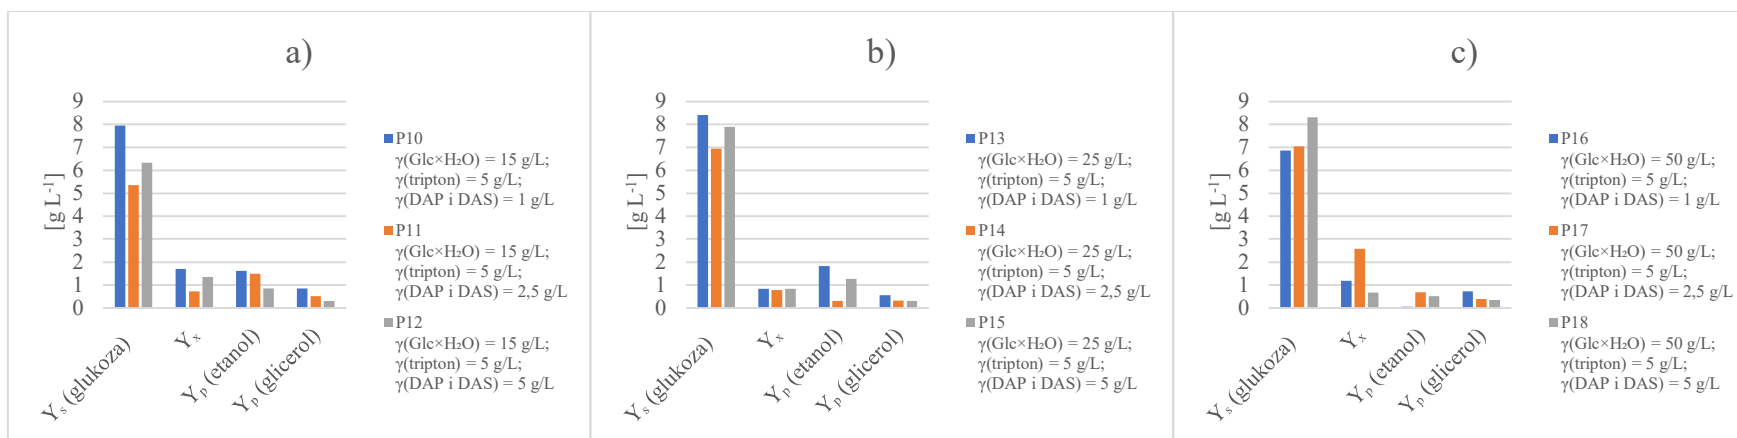 a)
[g L⁻¹]
9
8
7
6
5
4
3
2
1
0
Yₛ (glukoza)
Yₓ
Yₚ (etanol)
Yₚ (glicerol)
P10
γ(Glc×H₂O) = 15 g/L;
γ(tripton) = 5 g/L;
γ(DAP i DAS) = 1 g/L
P11
γ(Glc×H₂O) = 15 g/L;
γ(tripton) = 5 g/L;
γ(DAP i DAS) = 2,5 g/L
P12
γ(Glc×H₂O) = 15 g/L;
γ(tripton) = 5 g/L;
γ(DAP i DAS) = 5 g/L
b)
[g L⁻¹]
9
8
7
6
5
4
3
2
1
0
Yₛ (glukoza)
Yₓ
Yₚ (etanol)
Yₚ (glicerol)
P13
γ(Glc×H₂O) = 25 g/L;
γ(tripton) = 5 g/L;
γ(DAP i DAS) = 1 g/L
P14
γ(Glc×H₂O) = 25 g/L;
γ(tripton) = 5 g/L;
γ(DAP i DAS) = 2,5 g/L
P15
γ(Glc×H₂O) = 25 g/L;
γ(tripton) = 5 g/L;
γ(DAP i DAS) = 5 g/L
c)
[g L⁻¹]
9
8
7
6
5
4
3
2
1
0
Yₛ (glukoza)
Yₓ
Yₚ (etanol)
Yₚ (glicerol)
P16
γ(Glc×H₂O) = 50 g/L;
γ(tripton) = 5 g/L;
γ(DAP i DAS) = 1 g/L
P17
γ(Glc×H₂O) = 50 g/L;
γ(tripton) = 5 g/L;
γ(DAP i DAS) = 2,5 g/L
P18
γ(Glc×H₂O) = 50 g/L;
γ(tripton) = 5 g/L;
γ(DAP i DAS) = 5 g/L